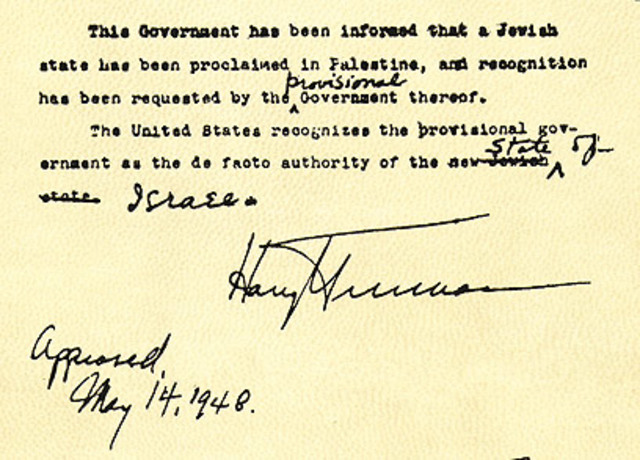 This Government has been informed that a Jewish
state has been proclaimed in Palestine, and recognition
provisional
has been requested by the Government thereof.
The United States recognizes the provisional gov-
State of
ernment as the de facto authority of the new Jewish
state. Israel.
Harry Truman
Approved.
May 14, 1948.